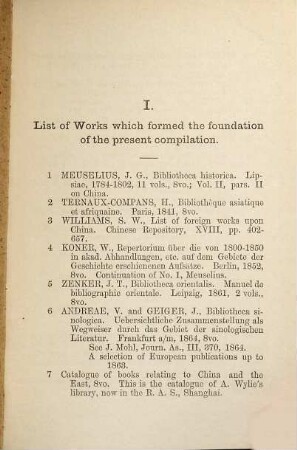 I.
List of Works which formed the foundation
of the present compilation.
1 MEUSELIUS, J. G., Bibliotheca historica. Lip-
siae, 1784-1802, 11 vols., 8vo.; Vol. II, pars. II
on China.
2 TERNAUX-COMPANS, H., Bibliothèque asiatique
et afriquaine. Paris, 1841, 8vo.
3 WILLIAMS, S. W., List of foreign works upon
China. Chinese Repository, XVIII, pp. 402-
657.
4 KONER, W., Repertorium über die von 1800-1850
in akad. Abhandlungen, etc. auf dem Gebiete der
Geschichte erschienenen Aufsatze. Berlin, 1852,
8vo. Continuation of No. 1, Meuselius.
5 ZENKER, J. T., Bibliotheca orientalis. Manuel de
bibliographie orientale. Leipzig, 1861, 2 vols.,
8vo.
6 ANDREAE, V. and GEIGER, J., Bibliotheca si-
nologica. Uebersichtliche Zusammenstellung als
Wegweiser durch das Gebiet der sinologischen
Literatur. Frankfurt a/m, 1864, 8vo.
See J. Mohl, Journ. As., III, 370, 1864.
A selection of European publications up to
1863.
7 Catalogue of books relating to China and the
East, 8vo. This is the catalogue of A. Wylie's
library, now in the R. A. S., Shanghai.